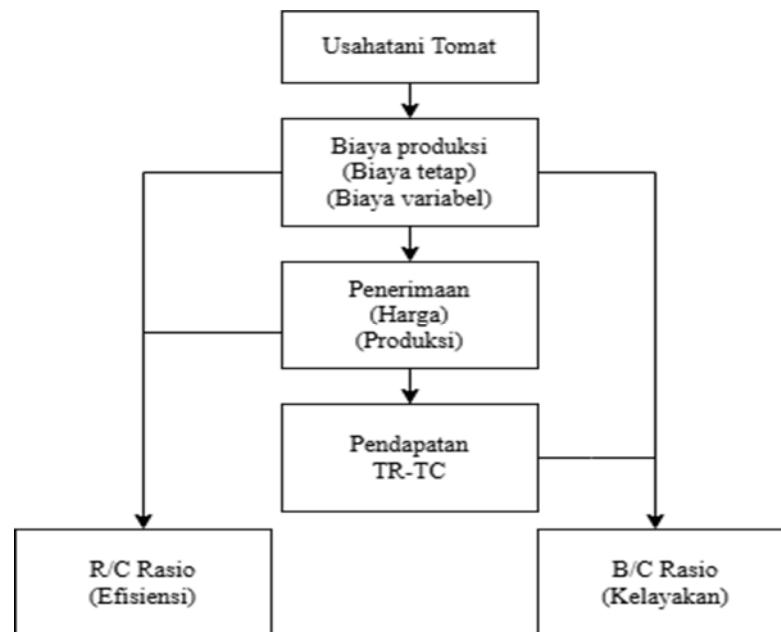 Usahatani Tomat
Biaya produksi
(Biaya tetap)
(Biaya variabel)
Penerimaan
(Harga)
(Produksi)
Pendapatan
TR-TC
R/C Rasio
(Efisiensi)
B/C Rasio
(Kelayakan)